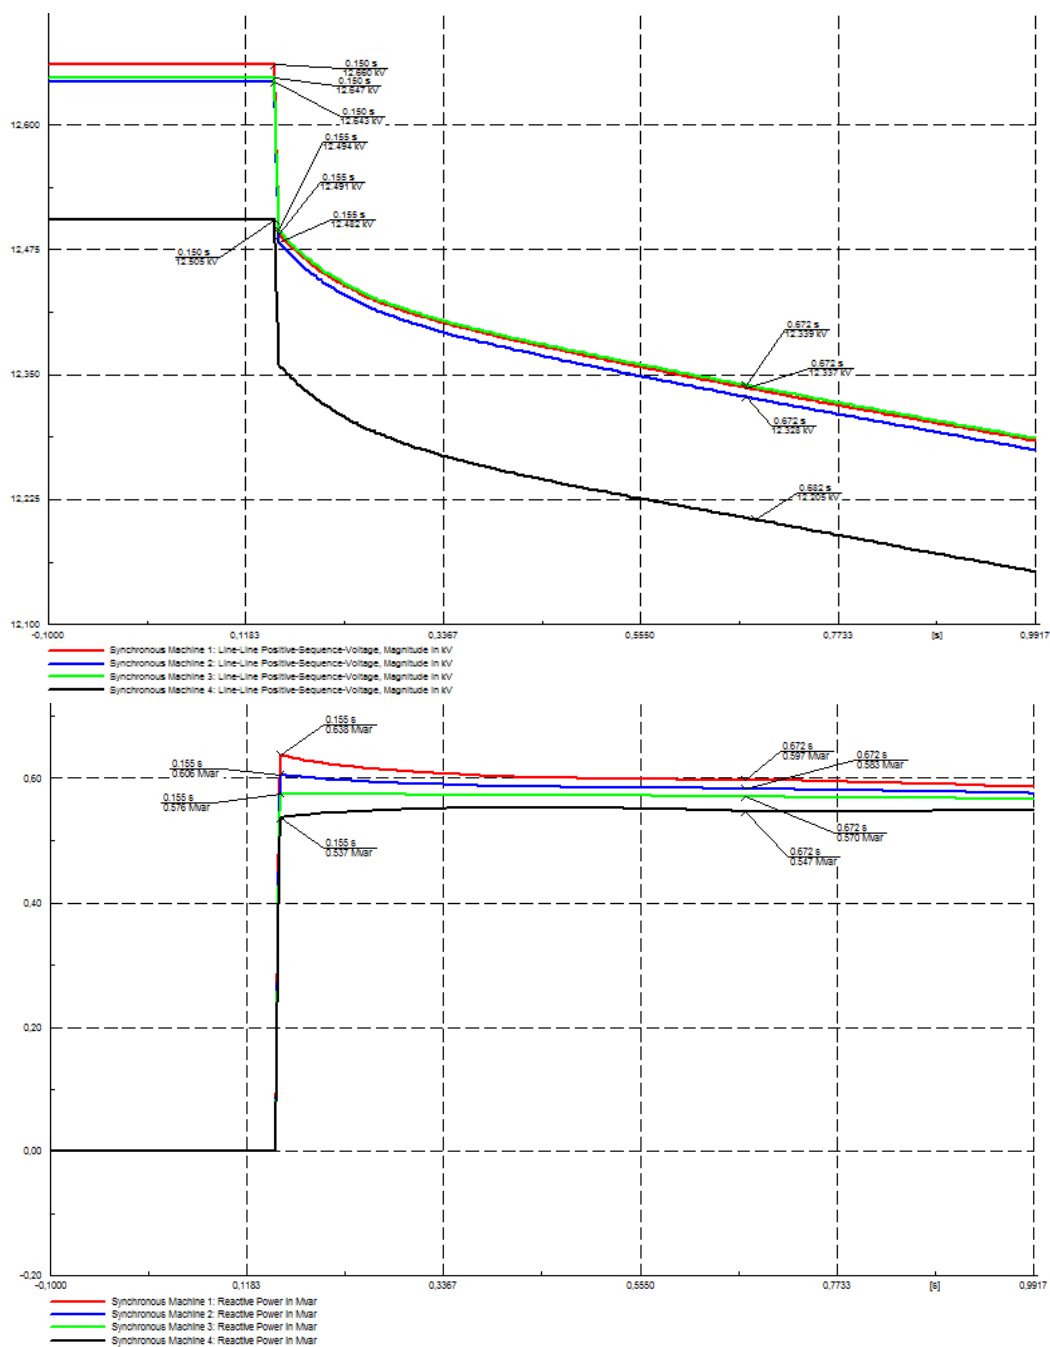 12,600
12,475
12,350
12,225
12,100
0.150 s
12.660 kV
0.150 s
12.647 kV
0.150 s
12.643 kV
0.155 s
12.494 kV
0.155 s
12.491 kV
0.155 s
12.482 kV
0.150 s
12.505 kV
0.672 s
12.339 kV
0.672 s
12.337 kV
0.672 s
12.328 kV
0.682 s
12.205 kV
-0,1000 0,1183 0,3367 0,5550 0,7733 [s] 0,9917
Synchronous Machine 1: Line-Line Positive-Sequence-Voltage, Magnitude in kV
Synchronous Machine 2: Line-Line Positive-Sequence-Voltage, Magnitude in kV
Synchronous Machine 3: Line-Line Positive-Sequence-Voltage, Magnitude in kV
Synchronous Machine 4: Line-Line Positive-Sequence-Voltage, Magnitude in kV
0,60
0,40
0,20
0,00
-0,20
0.155 s
0.638 Mvar
0.155 s
0.606 Mvar
0.155 s
0.576 Mvar
0.155 s
0.537 Mvar
0.672 s
0.597 Mvar
0.672 s
0.583 Mvar
0.672 s
0.570 Mvar
0.672 s
0.547 Mvar
-0,1000 0,1183 0,3367 0,5550 0,7733 [s] 0,9917
Synchronous Machine 1: Reactive Power in Mvar
Synchronous Machine 2: Reactive Power in Mvar
Synchronous Machine 3: Reactive Power in Mvar
Synchronous Machine 4: Reactive Power in Mvar